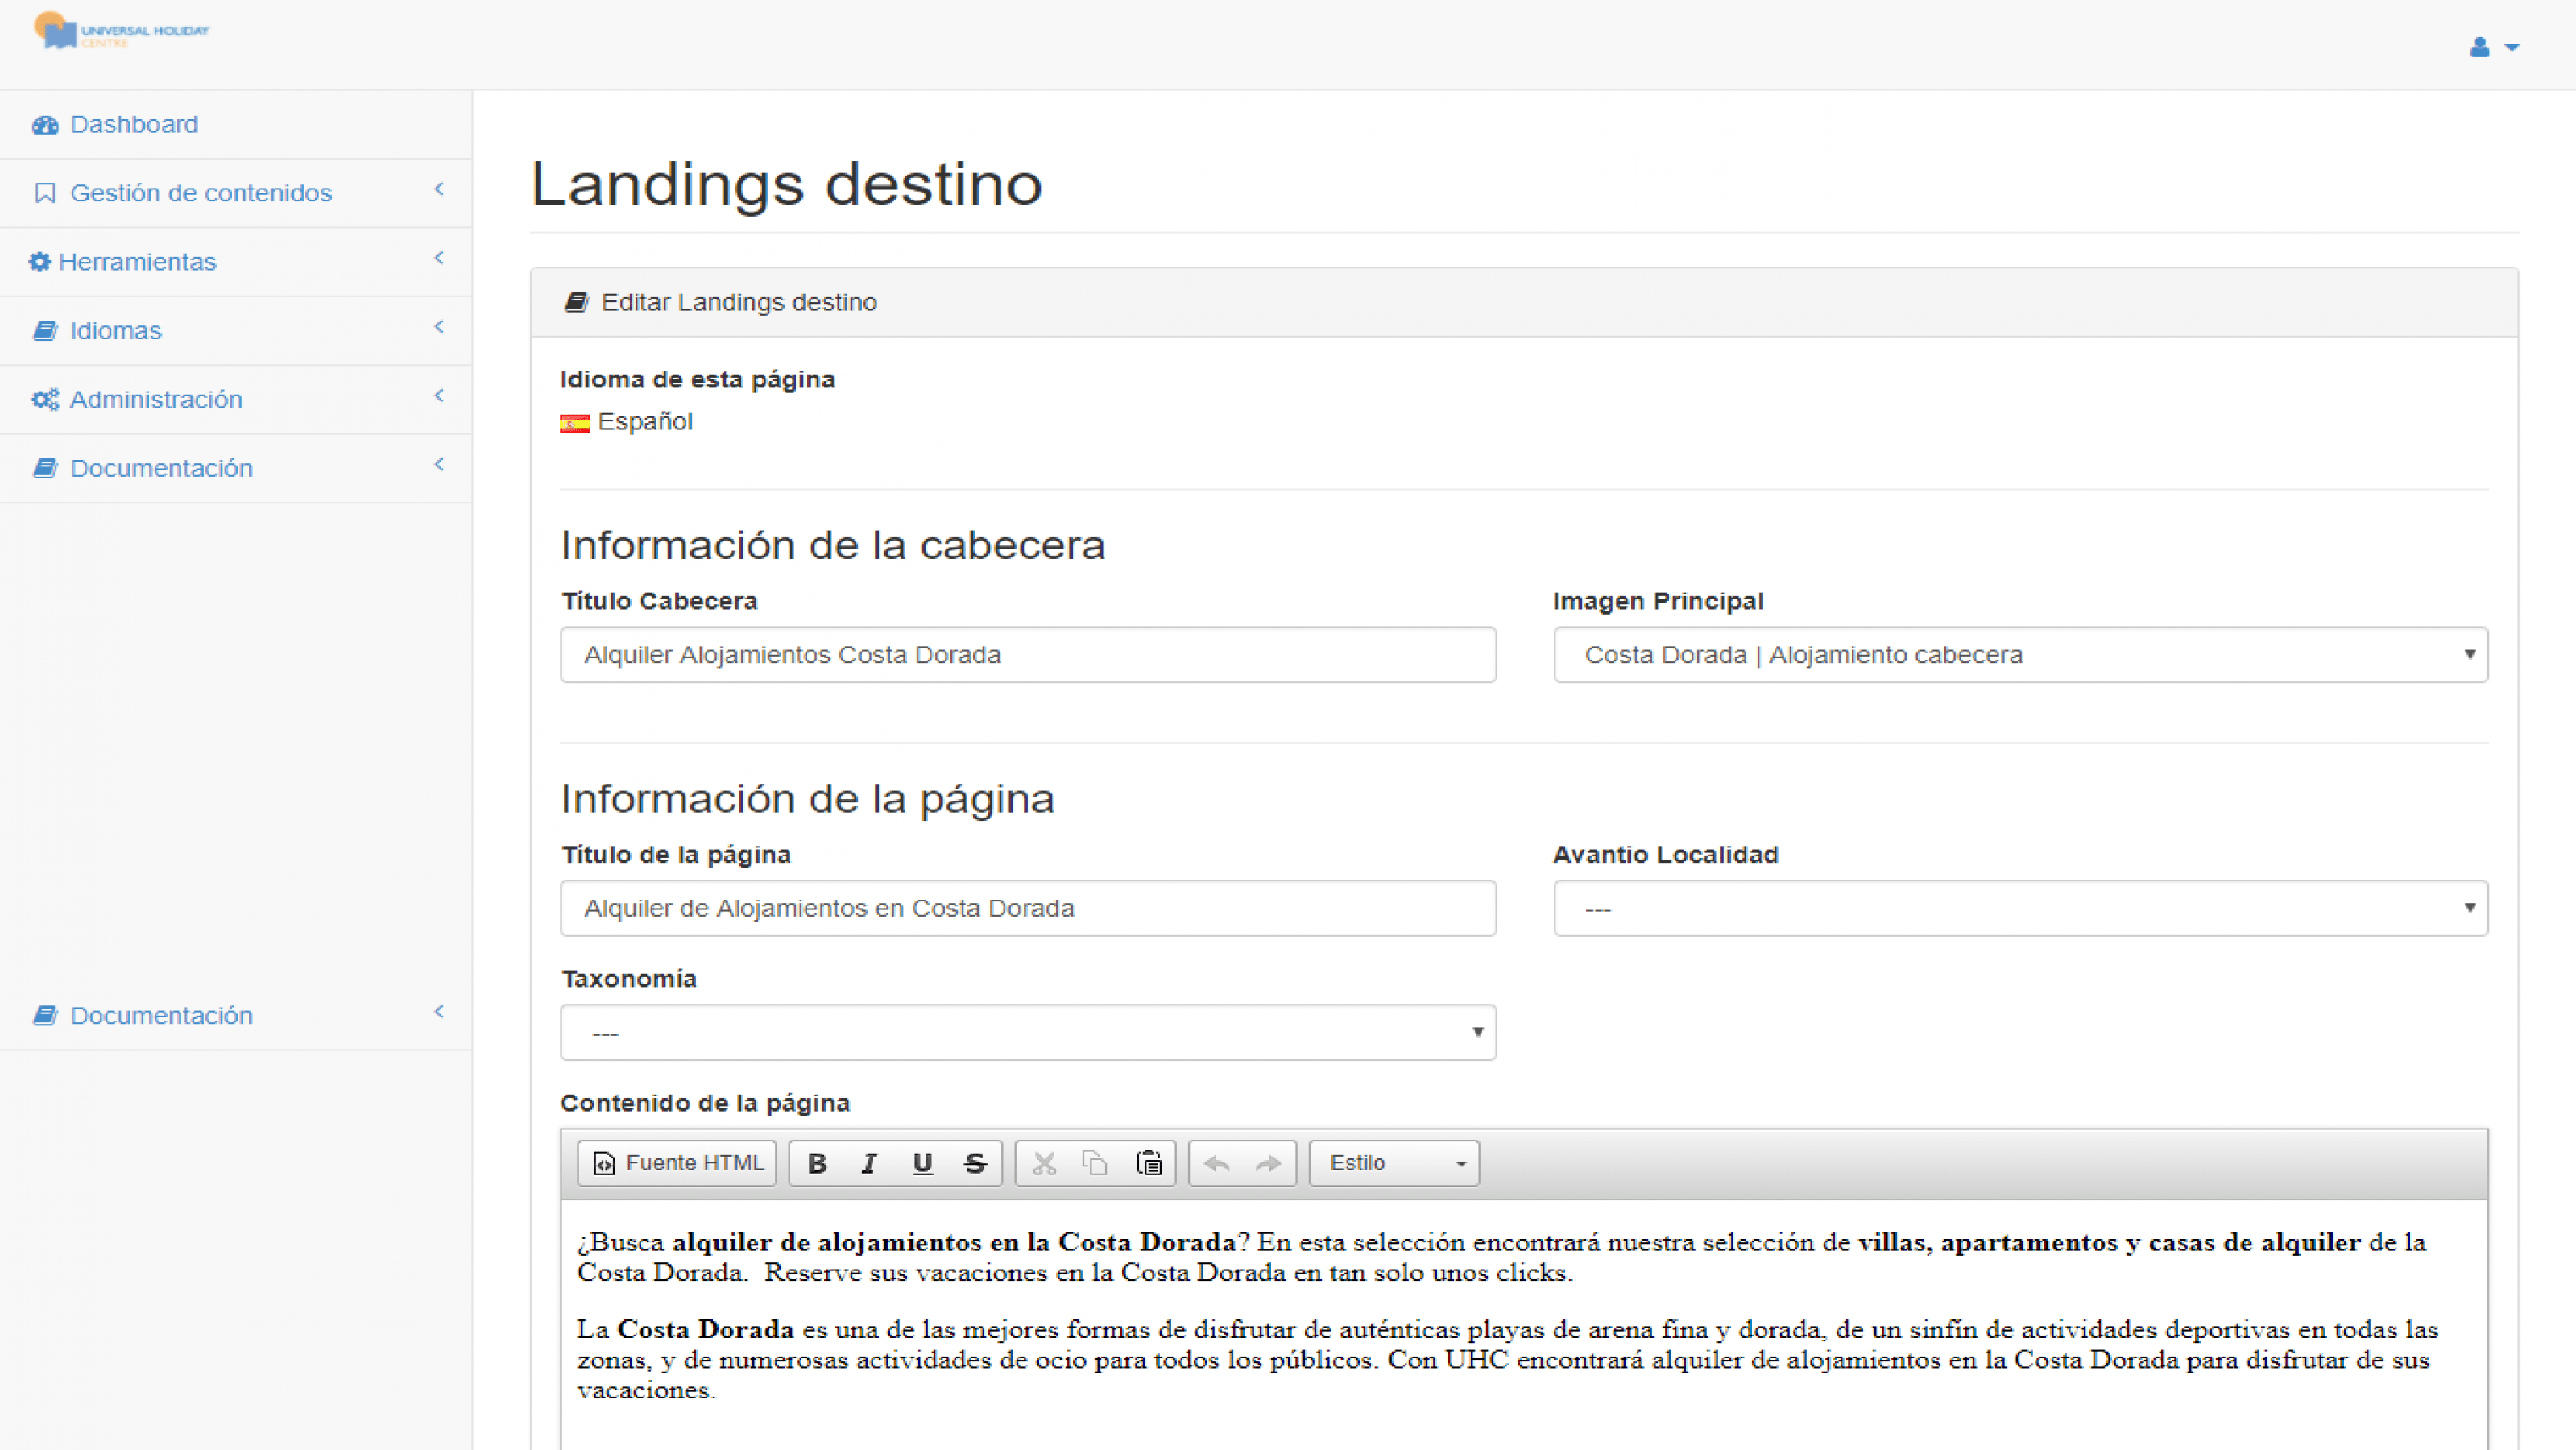 UNIVERSAL HOLIDAY
CENTRE
Dashboard
Gestión de contenidos
Herramientas
Idiomas
Administración
Documentación
Documentación
Landings destino
Editar Landings destino
Idioma de esta página
Español
Información de la cabecera
Título Cabecera
Imagen Principal
Alquiler Alojamientos Costa Dorada
Costa Dorada | Alojamiento cabecera
Información de la página
Título de la página
Avantio Localidad
Alquiler de Alojamientos en Costa Dorada
---
Taxonomía
---
Contenido de la página
Fuente HTML B I U S Estilo
¿Busca alquiler de alojamientos en la Costa Dorada? En esta selección encontrará nuestra selección de villas, apartamentos y casas de alquiler de la
Costa Dorada.  Reserve sus vacaciones en la Costa Dorada en tan solo unos clicks.
La Costa Dorada es una de las mejores formas de disfrutar de auténticas playas de arena fina y dorada, de un sinfín de actividades deportivas en todas las
zonas, y de numerosas actividades de ocio para todos los públicos. Con UHC encontrará alquiler de alojamientos en la Costa Dorada para disfrutar de sus
vacaciones.